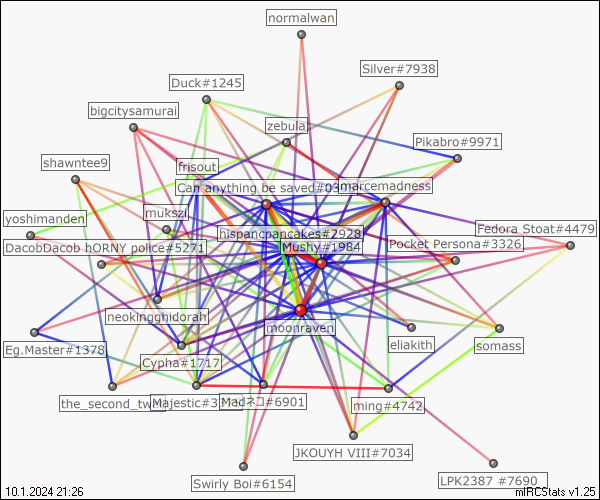 normalwan
Silver#7938
Duck#1245
bigcitysamurai
zebula
Pikabro#9971
shawntee9
frisout
Can anything be saved#03
marcemadness
mukszi
yoshimanden
Fedora Stoat#4479
hispancpancakes#2928
DacobDacob hORNY police#5271
Mushy#1984
Pocket Persona#3326
neokingghidorah
moonraven
eliakith
somass
Eg.Master#1378
Cypha#1717
the_second_tw
Majestic#3
Madネコ#6901
ming#4742
JKOUYH VIII#7034
Swirly Boi#6154
LPK2387 #7690
10.1.2024 21:26
mIRCStats v1.25